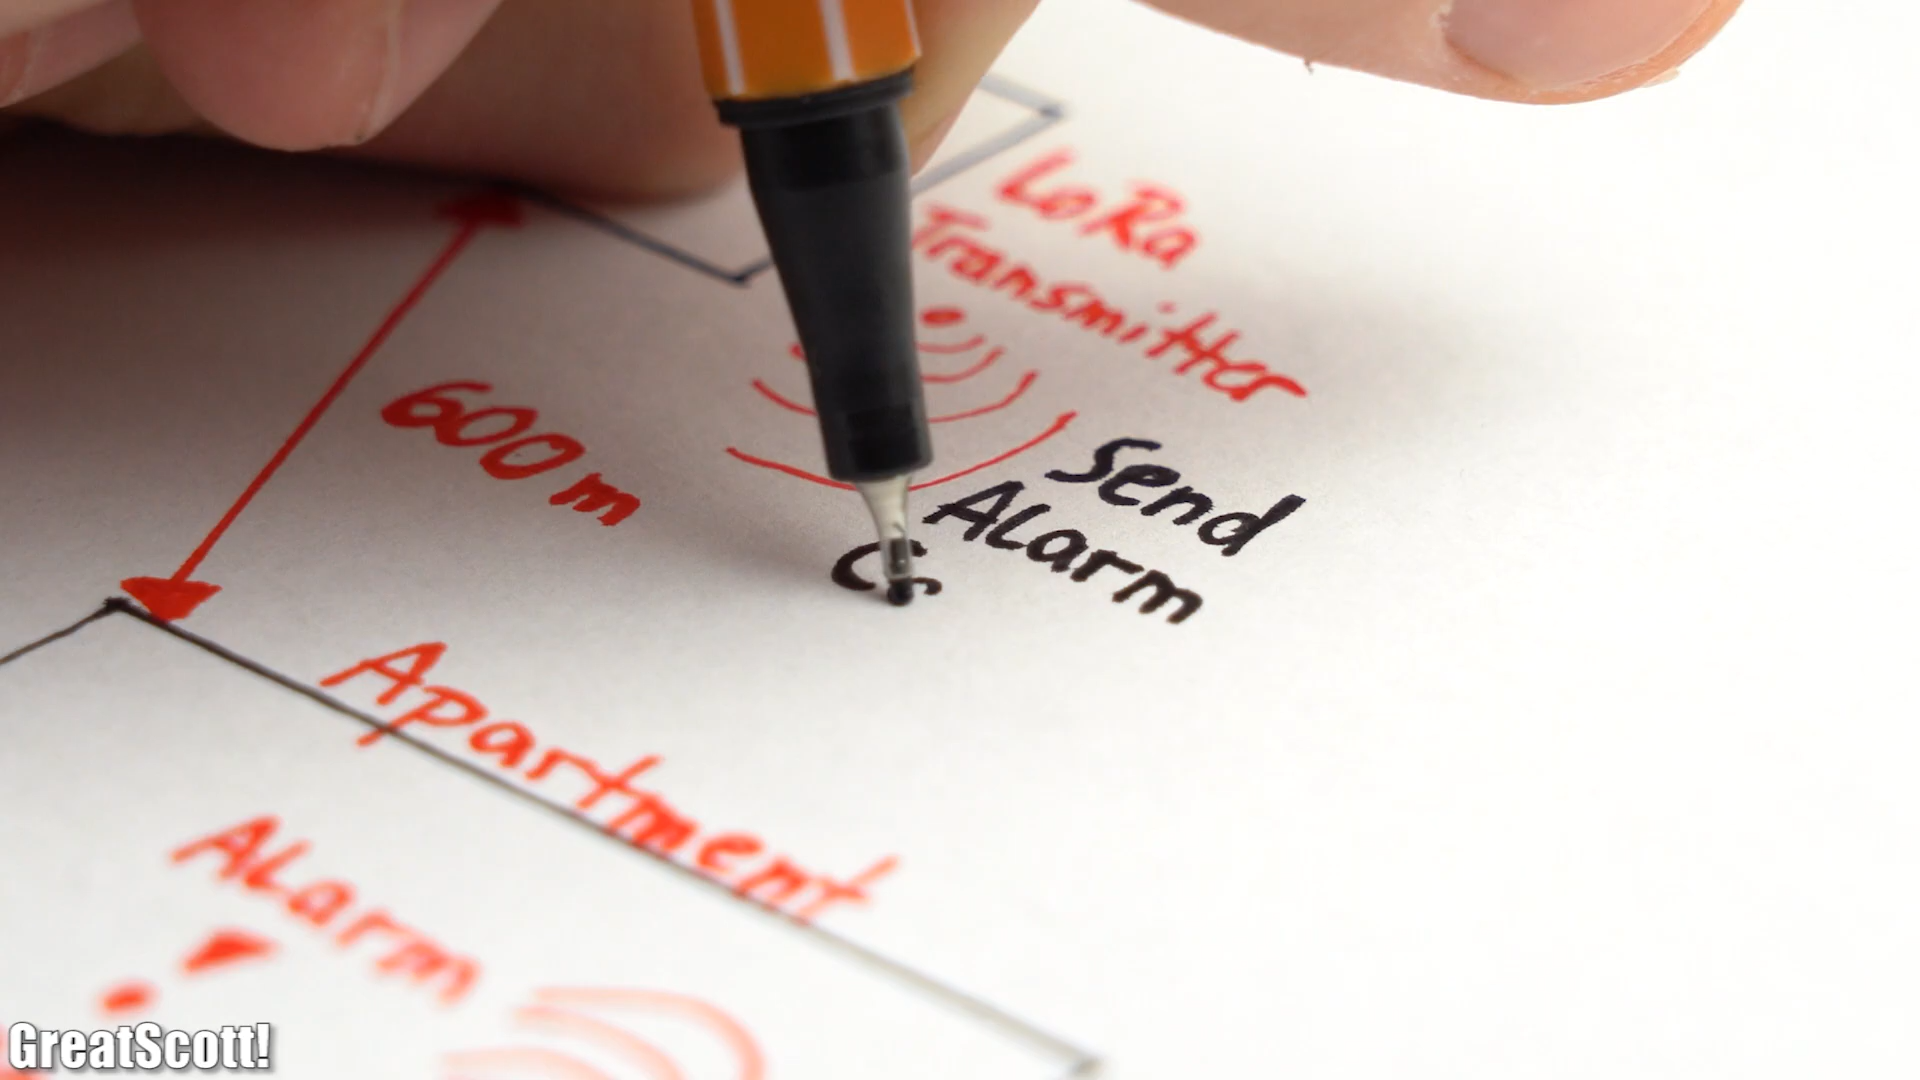 LoRa
Transmitter
600m
Send
ALarm
Apartment
ALarm
!
GreatScott!